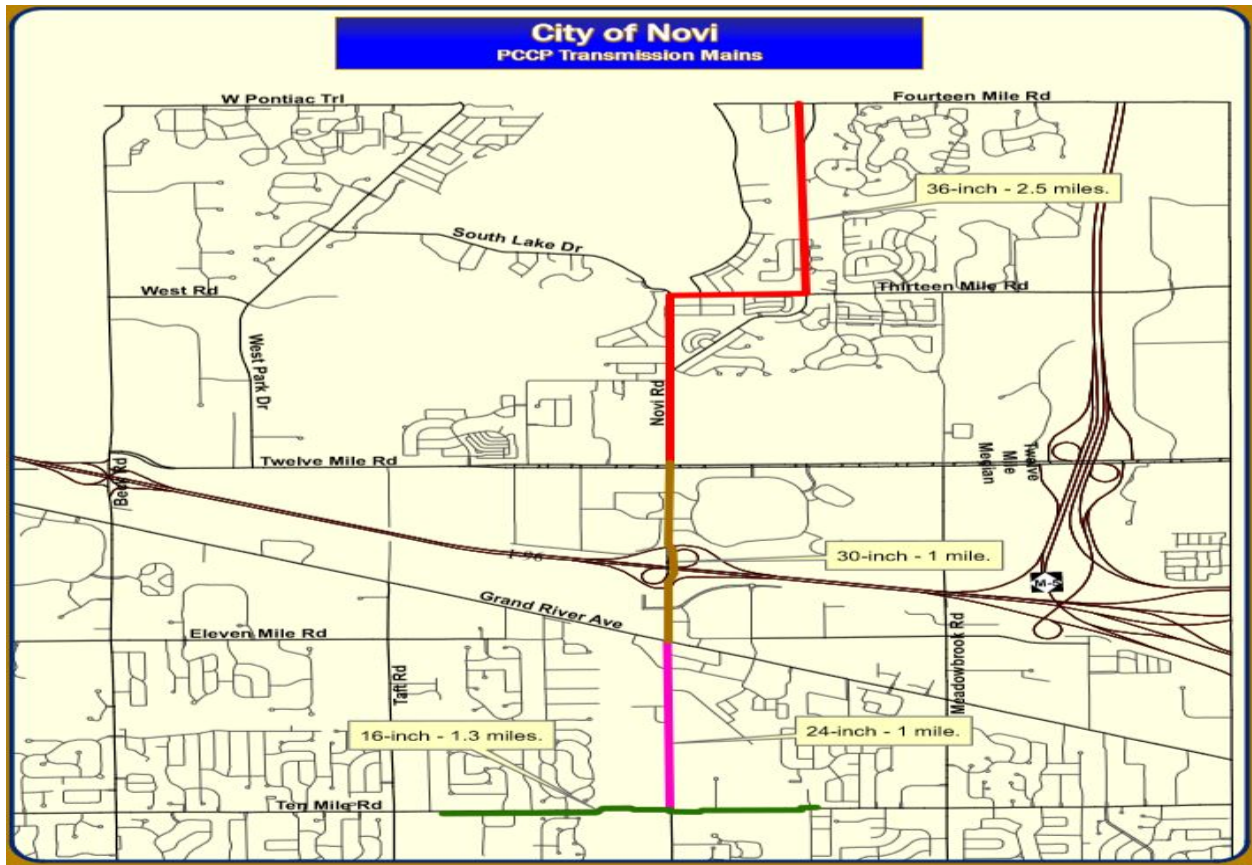 City of Novi
PCCP Transmission Mains
W Pontiac Trl
Fourteen Mile Rd
36-inch - 2.5 miles.
South Lake Dr
West Rd
Thirteen Mile Rd
West Park Dr
Novi Rd
Twelve Mile Rd
Beck Rd
Twelve
Mile
Megian
I-96
30-inch - 1 mile.
M-5
Grand River Ave
Eleven Mile Rd
Taft Rd
Meadowbrook Rd
16-inch - 1.3 miles.
24-inch - 1 mile.
Ten Mile Rd